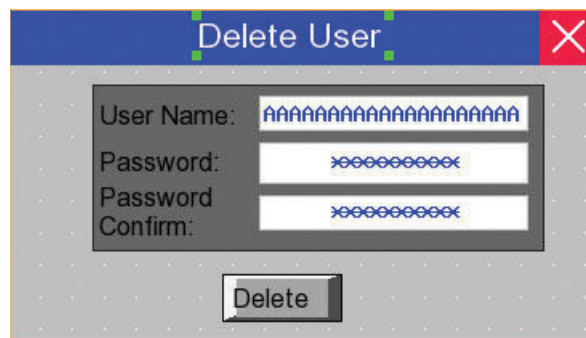 Delete User
User Name: AAAAAAAAAAAAAAAAAAAA
Password: **********
Password
Confirm: **********
Delete